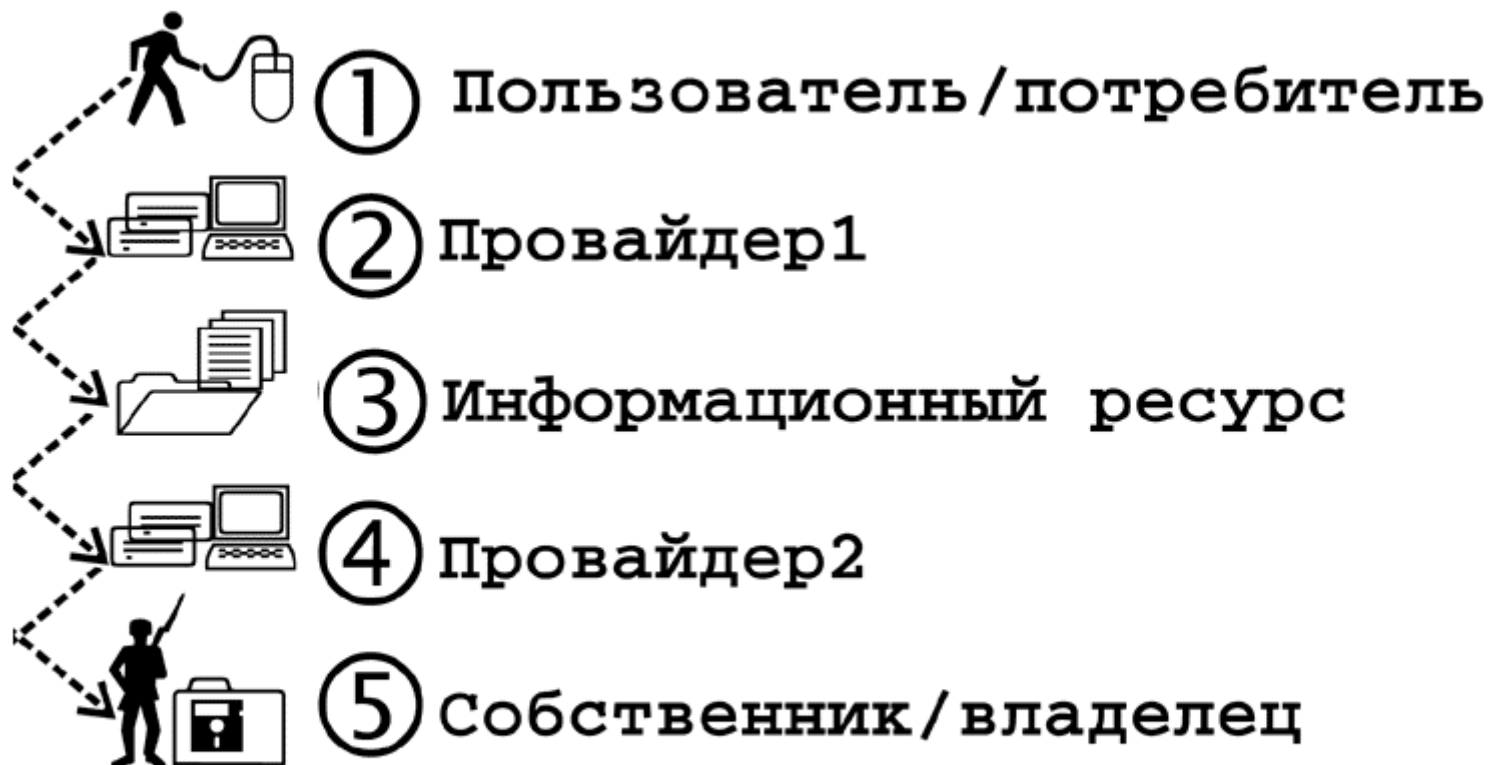 ① Пользователь/потребитель
② Провайдер1
③ Информационный ресурс
④ Провайдер2
⑤ Собственник/владелец